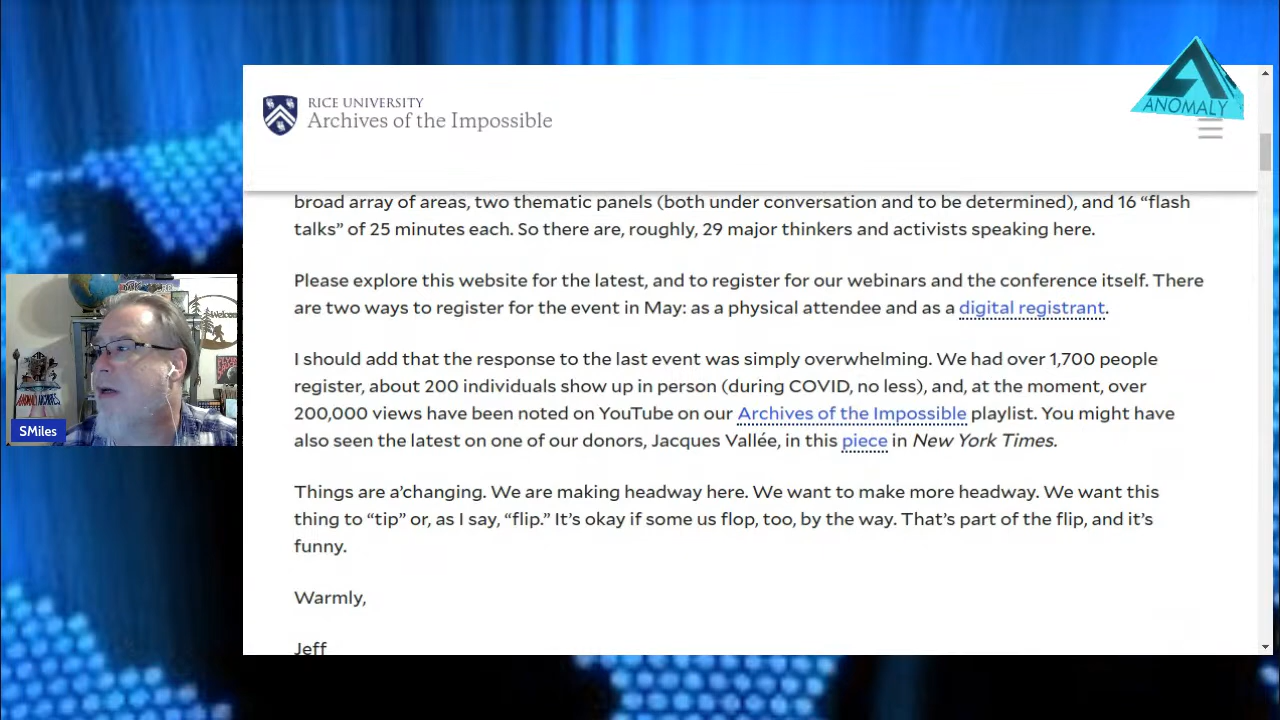 RICE UNIVERSITY
Archives of the Impossible
ANOMALY
broad array of areas, two thematic panels (both under conversation and to be determined), and 16 “flash
talks” of 25 minutes each. So there are, roughly, 29 major thinkers and activists speaking here.
Please explore this website for the latest, and to register for our webinars and the conference itself. There
are two ways to register for the event in May: as a physical attendee and as a digital registrant.
I should add that the response to the last event was simply overwhelming. We had over 1,700 people
register, about 200 individuals show up in person (during COVID, no less), and, at the moment, over
200,000 views have been noted on YouTube on our Archives of the Impossible playlist. You might have
also seen the latest on one of our donors, Jacques Vallée, in this piece in New York Times.
Things are a’changing. We are making headway here. We want to make more headway. We want this
thing to “tip” or, as I say, “flip.” It’s okay if some us flop, too, by the way. That’s part of the flip, and it’s
funny.
Warmly,
Jeff
Welcome
SMiles